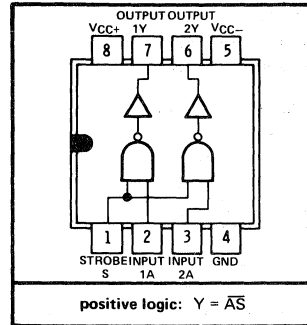 OUTPUT OUTPUT
VCC+ 1Y 2Y VCC–
8 7 6 5
1 2 3 4
STROBE INPUT INPUT GND
S 1A 2A
positive logic: Y = A̅S̅